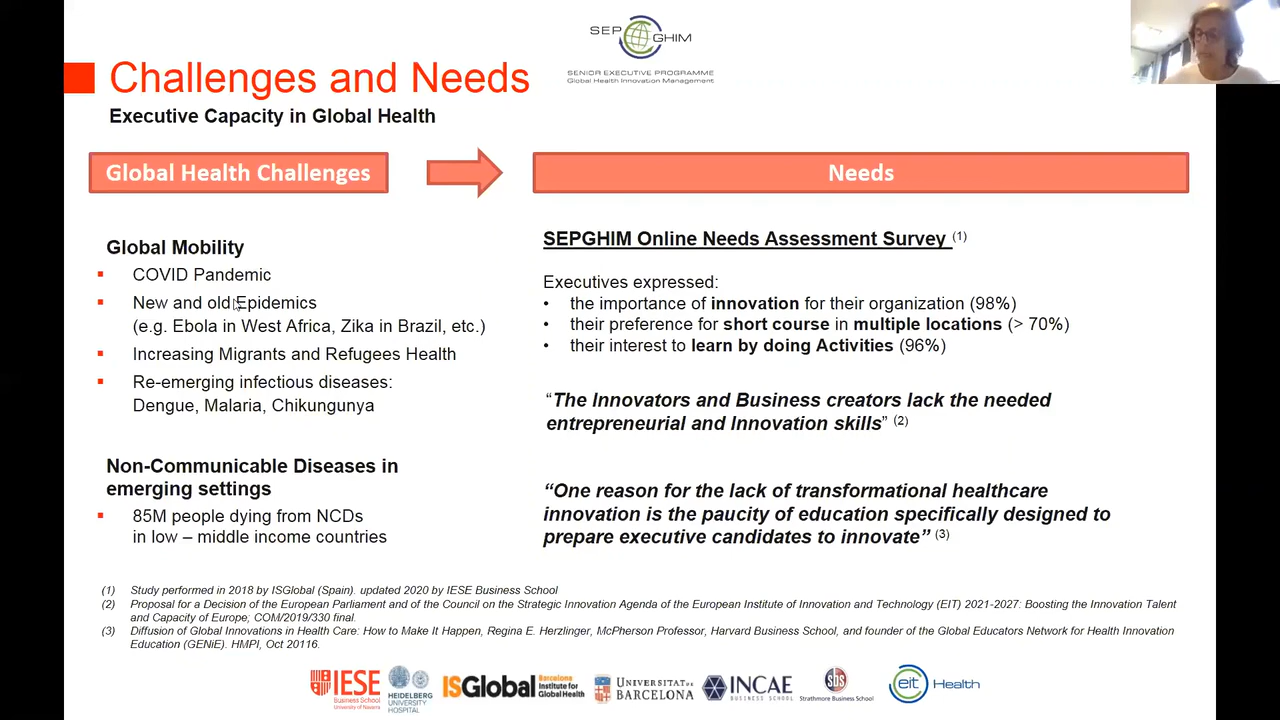 SEP GHIM
SENIOR EXECUTIVE PROGRAMME
Global Health Innovation Management
Challenges and Needs
Executive Capacity in Global Health
Global Health Challenges
Needs
Global Mobility
COVID Pandemic
New and old Epidemics
(e.g. Ebola in West Africa, Zika in Brazil, etc.)
Increasing Migrants and Refugees Health
Re-emerging infectious diseases:
Dengue, Malaria, Chikungunya
Non-Communicable Diseases in
emerging settings
85M people dying from NCDs
in low – middle income countries
SEPGHIM Online Needs Assessment Survey (1)
Executives expressed:
the importance of innovation for their organization (98%)
their preference for short course in multiple locations (> 70%)
their interest to learn by doing Activities (96%)
“The Innovators and Business creators lack the needed
entrepreneurial and Innovation skills” (2)
“One reason for the lack of transformational healthcare
innovation is the paucity of education specifically designed to
prepare executive candidates to innovate” (3)
(1) Study performed in 2018 by ISGlobal (Spain). updated 2020 by IESE Business School
(2) Proposal for a Decision of the European Parliament and of the Council on the Strategic Innovation Agenda of the European Institute of Innovation and Technology (EIT) 2021-2027: Boosting the Innovation Talent
and Capacity of Europe; COM/2019/330 final.
(3) Diffusion of Global Innovations in Health Care: How to Make It Happen, Regina E. Herzlinger, McPherson Professor, Harvard Business School, and founder of the Global Educators Network for Health Innovation
Education (GENiE). HMPI, Oct 20116.
IESE
Business School
University of Navarra
HEIDELBERG
UNIVERSITY
HOSPITAL
ISGlobal
Barcelona
Institute for
Global Health
UNIVERSITAT DE
BARCELONA
INCAE
BUSINESS SCHOOL
sbs
Strathmore Business School
eit Health